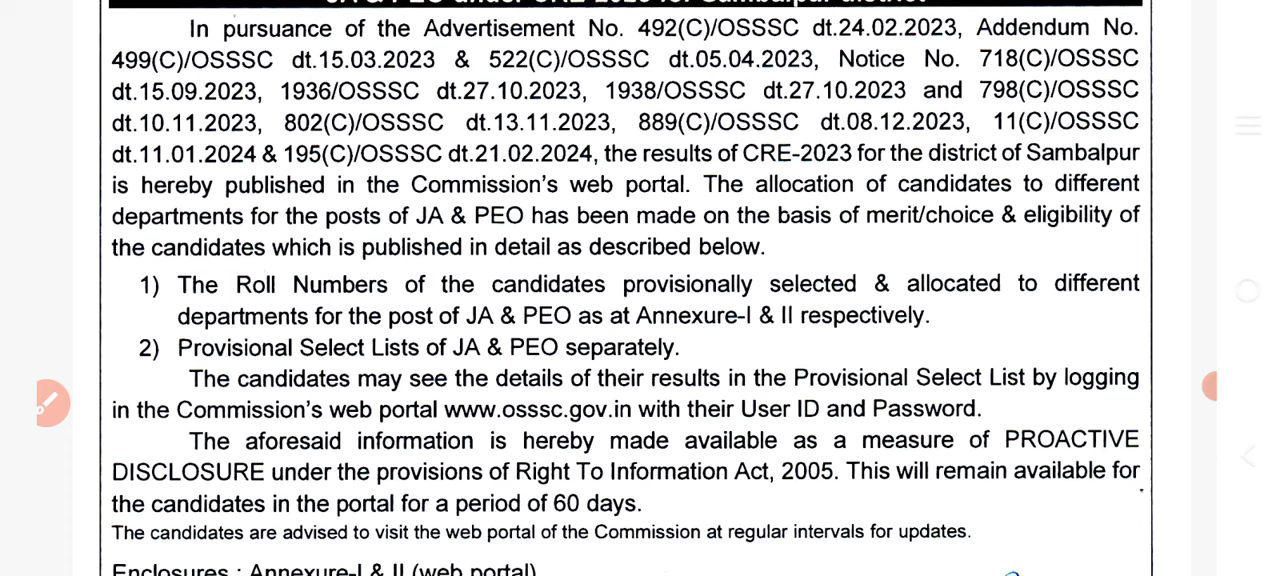 JA & PEO under CRE-2023 for Sambalpur district
In pursuance of the Advertisement No. 492(C)/OSSSC dt.24.02.2023, Addendum No.
499(C)/OSSSC dt.15.03.2023 & 522(C)/OSSSC dt.05.04.2023, Notice No. 718(C)/OSSSC
dt.15.09.2023, 1936/OSSSC dt.27.10.2023, 1938/OSSSC dt.27.10.2023 and 798(C)/OSSSC
dt.10.11.2023, 802(C)/OSSSC dt.13.11.2023, 889(C)/OSSSC dt.08.12.2023, 11(C)/OSSSC
dt.11.01.2024 & 195(C)/OSSSC dt.21.02.2024, the results of CRE-2023 for the district of Sambalpur
is hereby published in the Commission's web portal. The allocation of candidates to different
departments for the posts of JA & PEO has been made on the basis of merit/choice & eligibility of
the candidates which is published in detail as described below.
1) The Roll Numbers of the candidates provisionally selected & allocated to different
departments for the post of JA & PEO as at Annexure-I & II respectively.
2) Provisional Select Lists of JA & PEO separately.
The candidates may see the details of their results in the Provisional Select List by logging
in the Commission's web portal www.osssc.gov.in with their User ID and Password.
The aforesaid information is hereby made available as a measure of PROACTIVE
DISCLOSURE under the provisions of Right To Information Act, 2005. This will remain available for
the candidates in the portal for a period of 60 days.
The candidates are advised to visit the web portal of the Commission at regular intervals for updates.
Enclosures : Annexure-I & II (web portal)